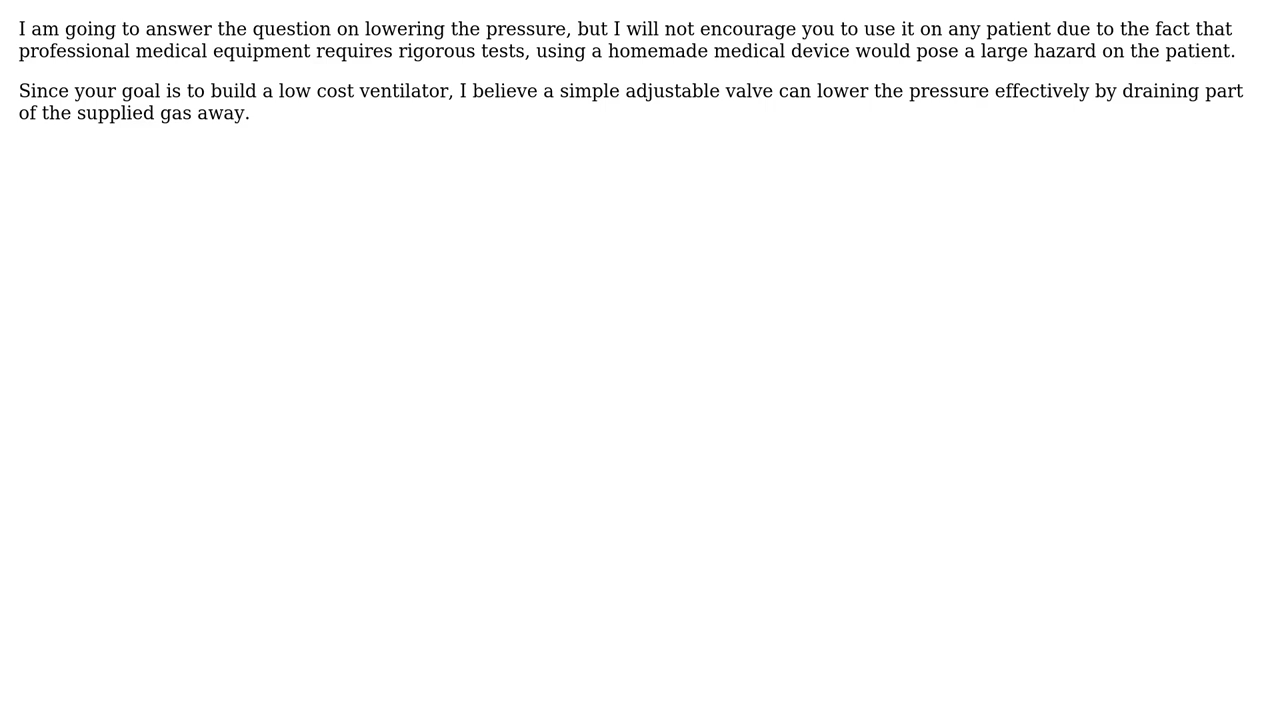 I am going to answer the question on lowering the pressure, but I will not encourage you to use it on any patient due to the fact that
professional medical equipment requires rigorous tests, using a homemade medical device would pose a large hazard on the patient.
Since your goal is to build a low cost ventilator, I believe a simple adjustable valve can lower the pressure effectively by draining part
of the supplied gas away.